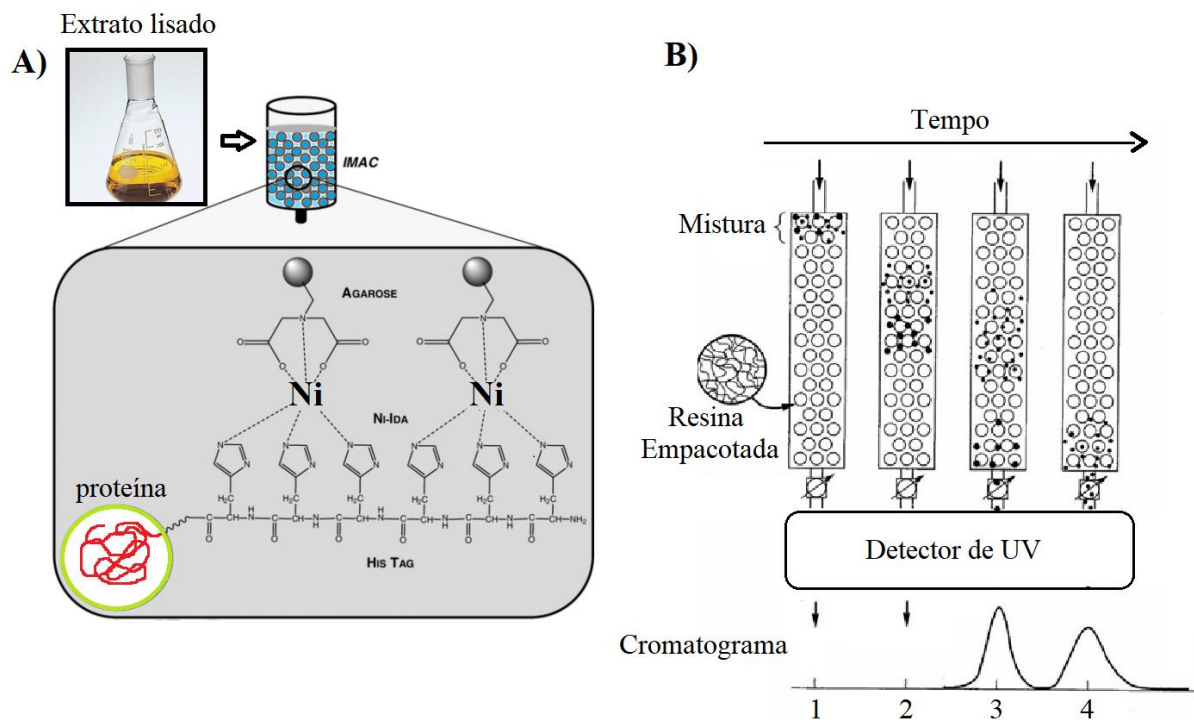 Extrato lisado
A)
IMAC
AGAROSE
O
N
O
O
O
N
O
O
Ni
Ni
NI-IDA
N
N
N
N
N
N
N
N
N
N
N
N
proteína
H
N
H
N
H
N
H
N
H
N
NH2
O
O
O
O
O
O
HIS TAG
B)
Tempo
Mistura
Resina
Empacotada
Detector de UV
Cromatograma
1
2
3
4